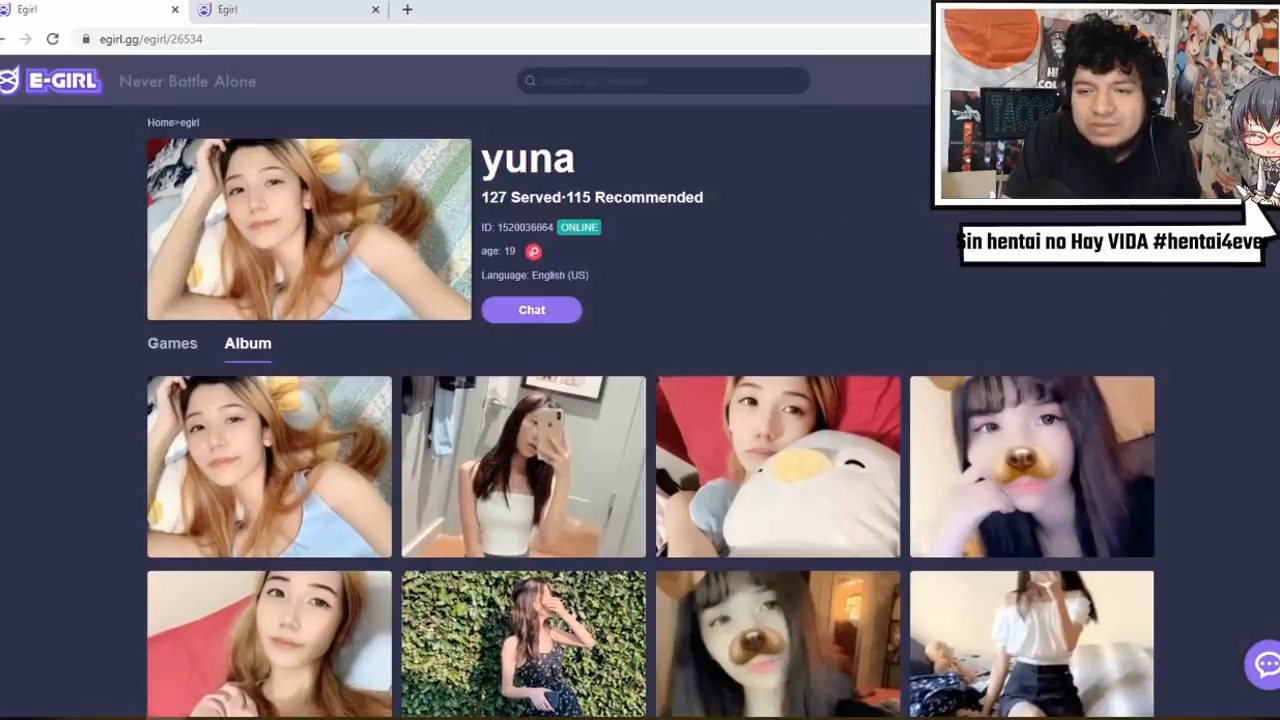 Egirl
Egirl
egirl.gg/egirl/26534
E-GIRL
Never Battle Alone
Home>egirl
yuna
127 Served·115 Recommended
ID: 1520036664 ONLINE
age: 19
Language: English (US)
Chat
Games
Album
TACOS
Sin hentai no Hay VIDA #hentai4eve